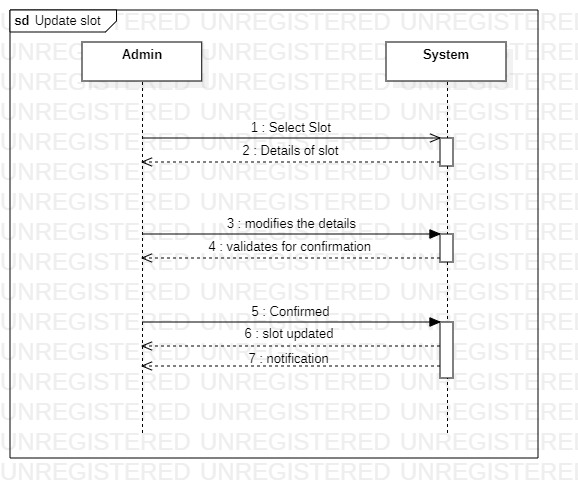 sd Update slot
Admin
System
1 : Select Slot
2 : Details of slot
3 : modifies the details
4 : validates for confirmation
5 : Confirmed
6 : slot updated
7 : notification
UNREGISTERED UNREGISTERED UNREGISTEREI